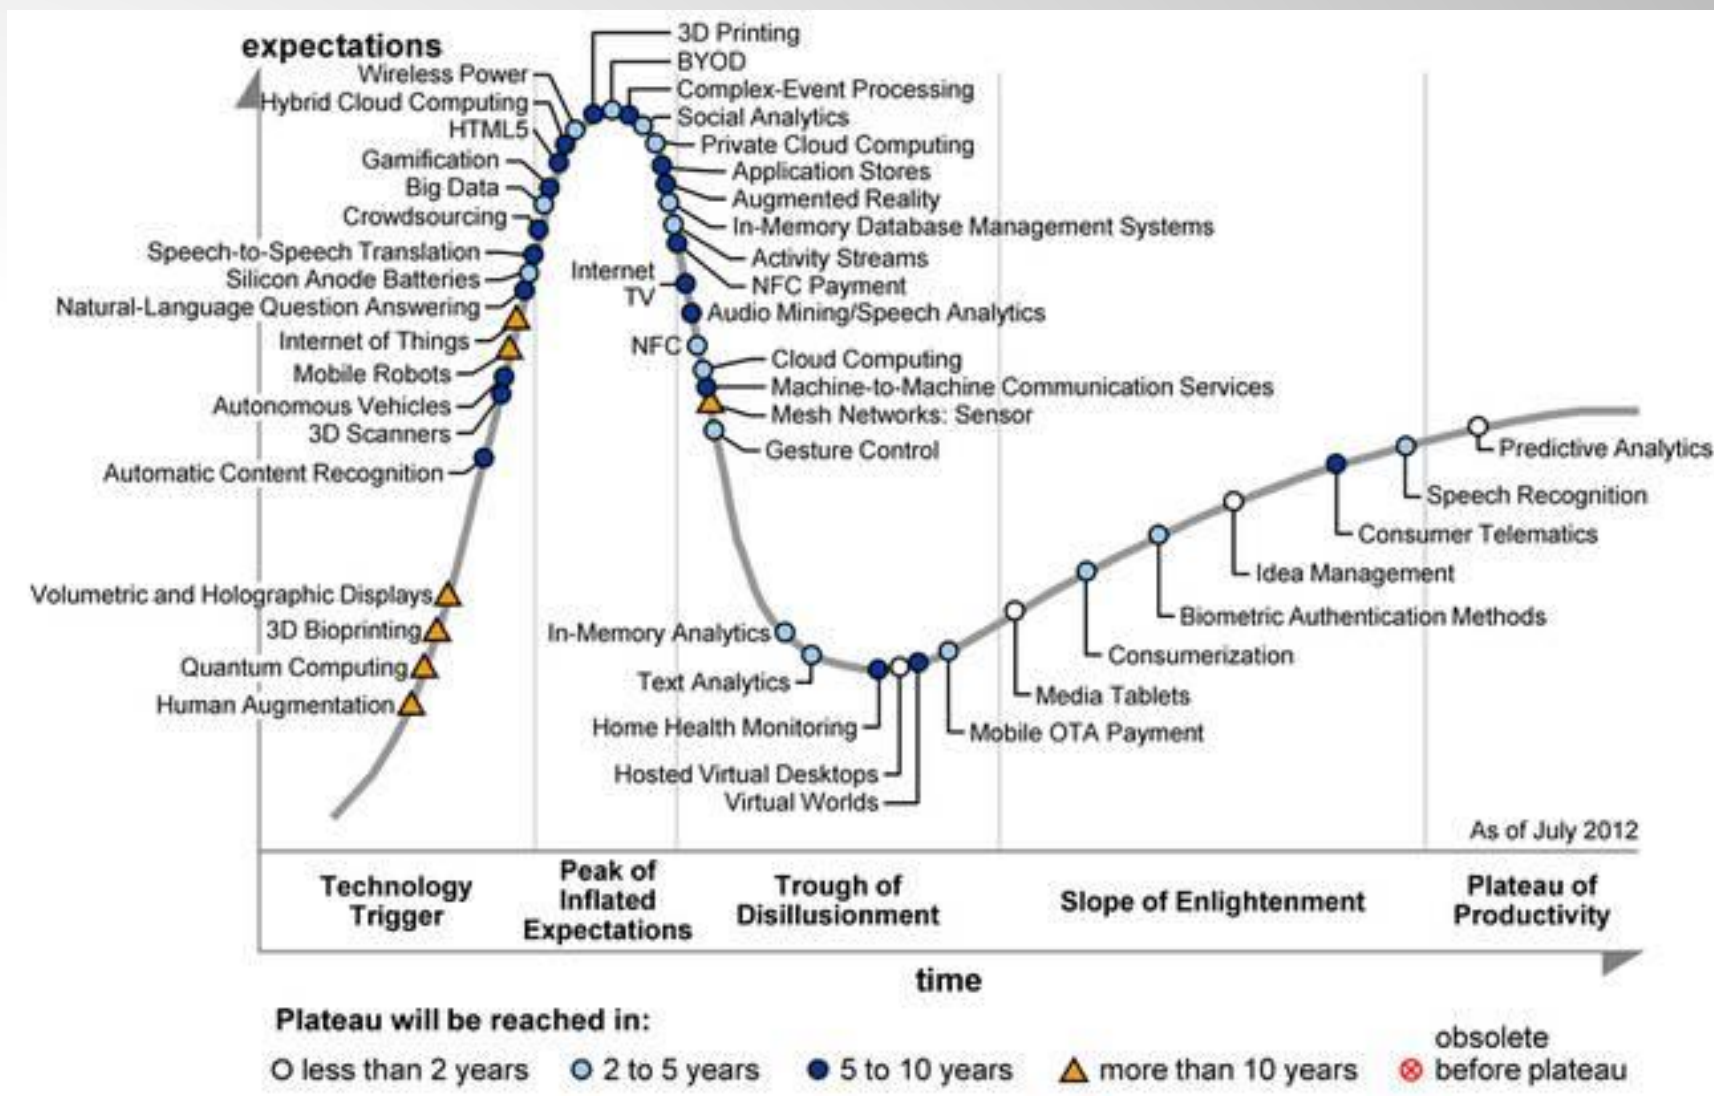 expectations
Wireless Power
Hybrid Cloud Computing
HTML5
Gamification
Big Data
Crowdsourcing
Speech-to-Speech Translation
Silicon Anode Batteries
Natural-Language Question Answering
Internet of Things
Mobile Robots
Autonomous Vehicles
3D Scanners
Automatic Content Recognition
Volumetric and Holographic Displays
3D Bioprinting
Quantum Computing
Human Augmentation
3D Printing
BYOD
Complex-Event Processing
Social Analytics
Private Cloud Computing
Application Stores
Augmented Reality
In-Memory Database Management Systems
Activity Streams
NFC Payment
Internet
TV
Audio Mining/Speech Analytics
NFC
Cloud Computing
Machine-to-Machine Communication Services
Mesh Networks: Sensor
Gesture Control
In-Memory Analytics
Text Analytics
Home Health Monitoring
Hosted Virtual Desktops
Virtual Worlds
Mobile OTA Payment
Media Tablets
Consumerization
Biometric Authentication Methods
Idea Management
Consumer Telematics
Speech Recognition
Predictive Analytics
As of July 2012
Technology
Trigger
Peak of
Inflated
Expectations
Trough of
Disillusionment
Slope of Enlightenment
Plateau of
Productivity
time
Plateau will be reached in:
less than 2 years
2 to 5 years
5 to 10 years
more than 10 years
obsolete
before plateau